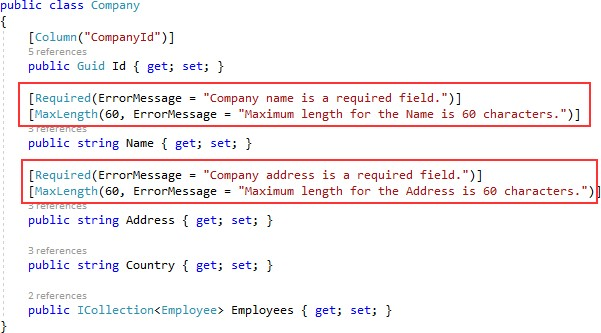 public class Company
{
[Column("CompanyId")]
5 references
public Guid Id { get; set; }
[Required(ErrorMessage = "Company name is a required field.")]
[MaxLength(60, ErrorMessage = "Maximum length for the Name is 60 characters.")]
3 references
public string Name { get; set; }
[Required(ErrorMessage = "Company address is a required field.")]
[MaxLength(60, ErrorMessage = "Maximum length for the Address is 60 characters.")]
3 references
public string Address { get; set; }
3 references
public string Country { get; set; }
2 references
public ICollection<Employee> Employees { get; set; }
}